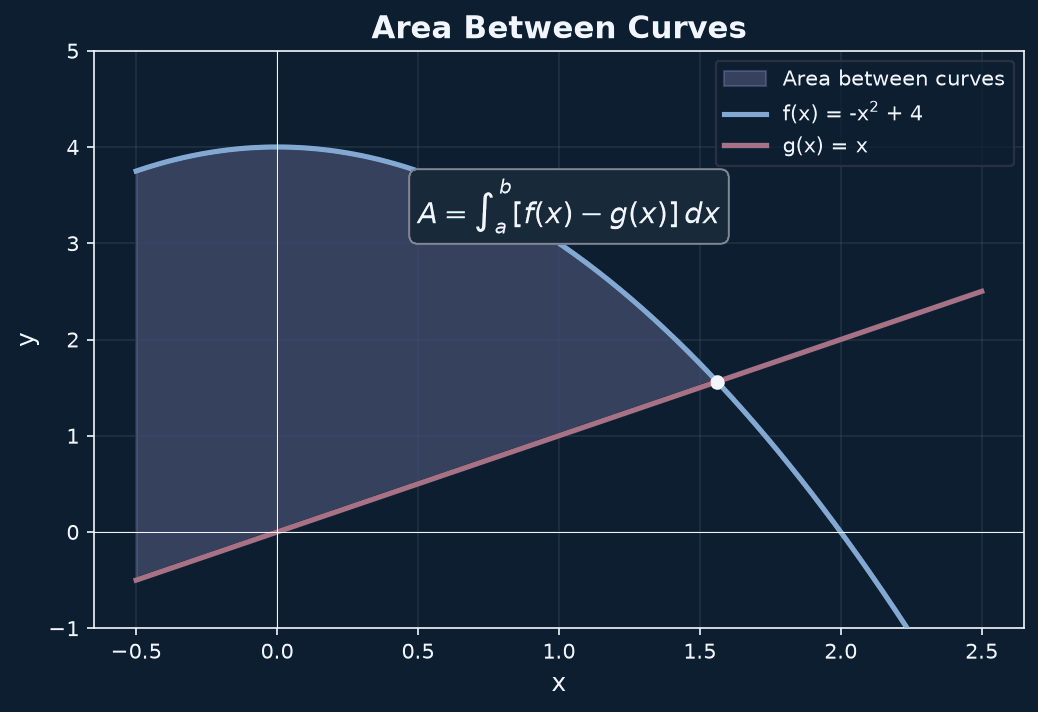 Area Between Curves
Area between curves
f(x) = -x² + 4
g(x) = x
A = ∫ₐᵇ [f(x) − g(x)] dx
5
4
3
2
1
0
−1
y
−0.5 0.0 0.5 1.0 1.5 2.0 2.5
x